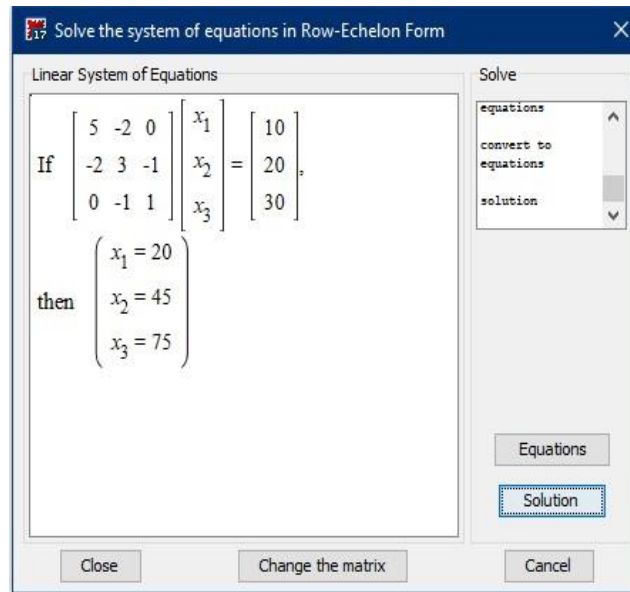 Solve the system of equations in Row-Echelon Form
Linear System of Equations
If [ 5 -2 0 ] [ x1 ] = [ 10 ]
[ -2 3 -1 ] [ x2 ] [ 20 ],
[ 0 -1 1 ] [ x3 ] [ 30 ]
then ( x1 = 20
x2 = 45
x3 = 75 )
Solve
equations
convert to
equations
solution
Equations
Solution
Close
Change the matrix
Cancel